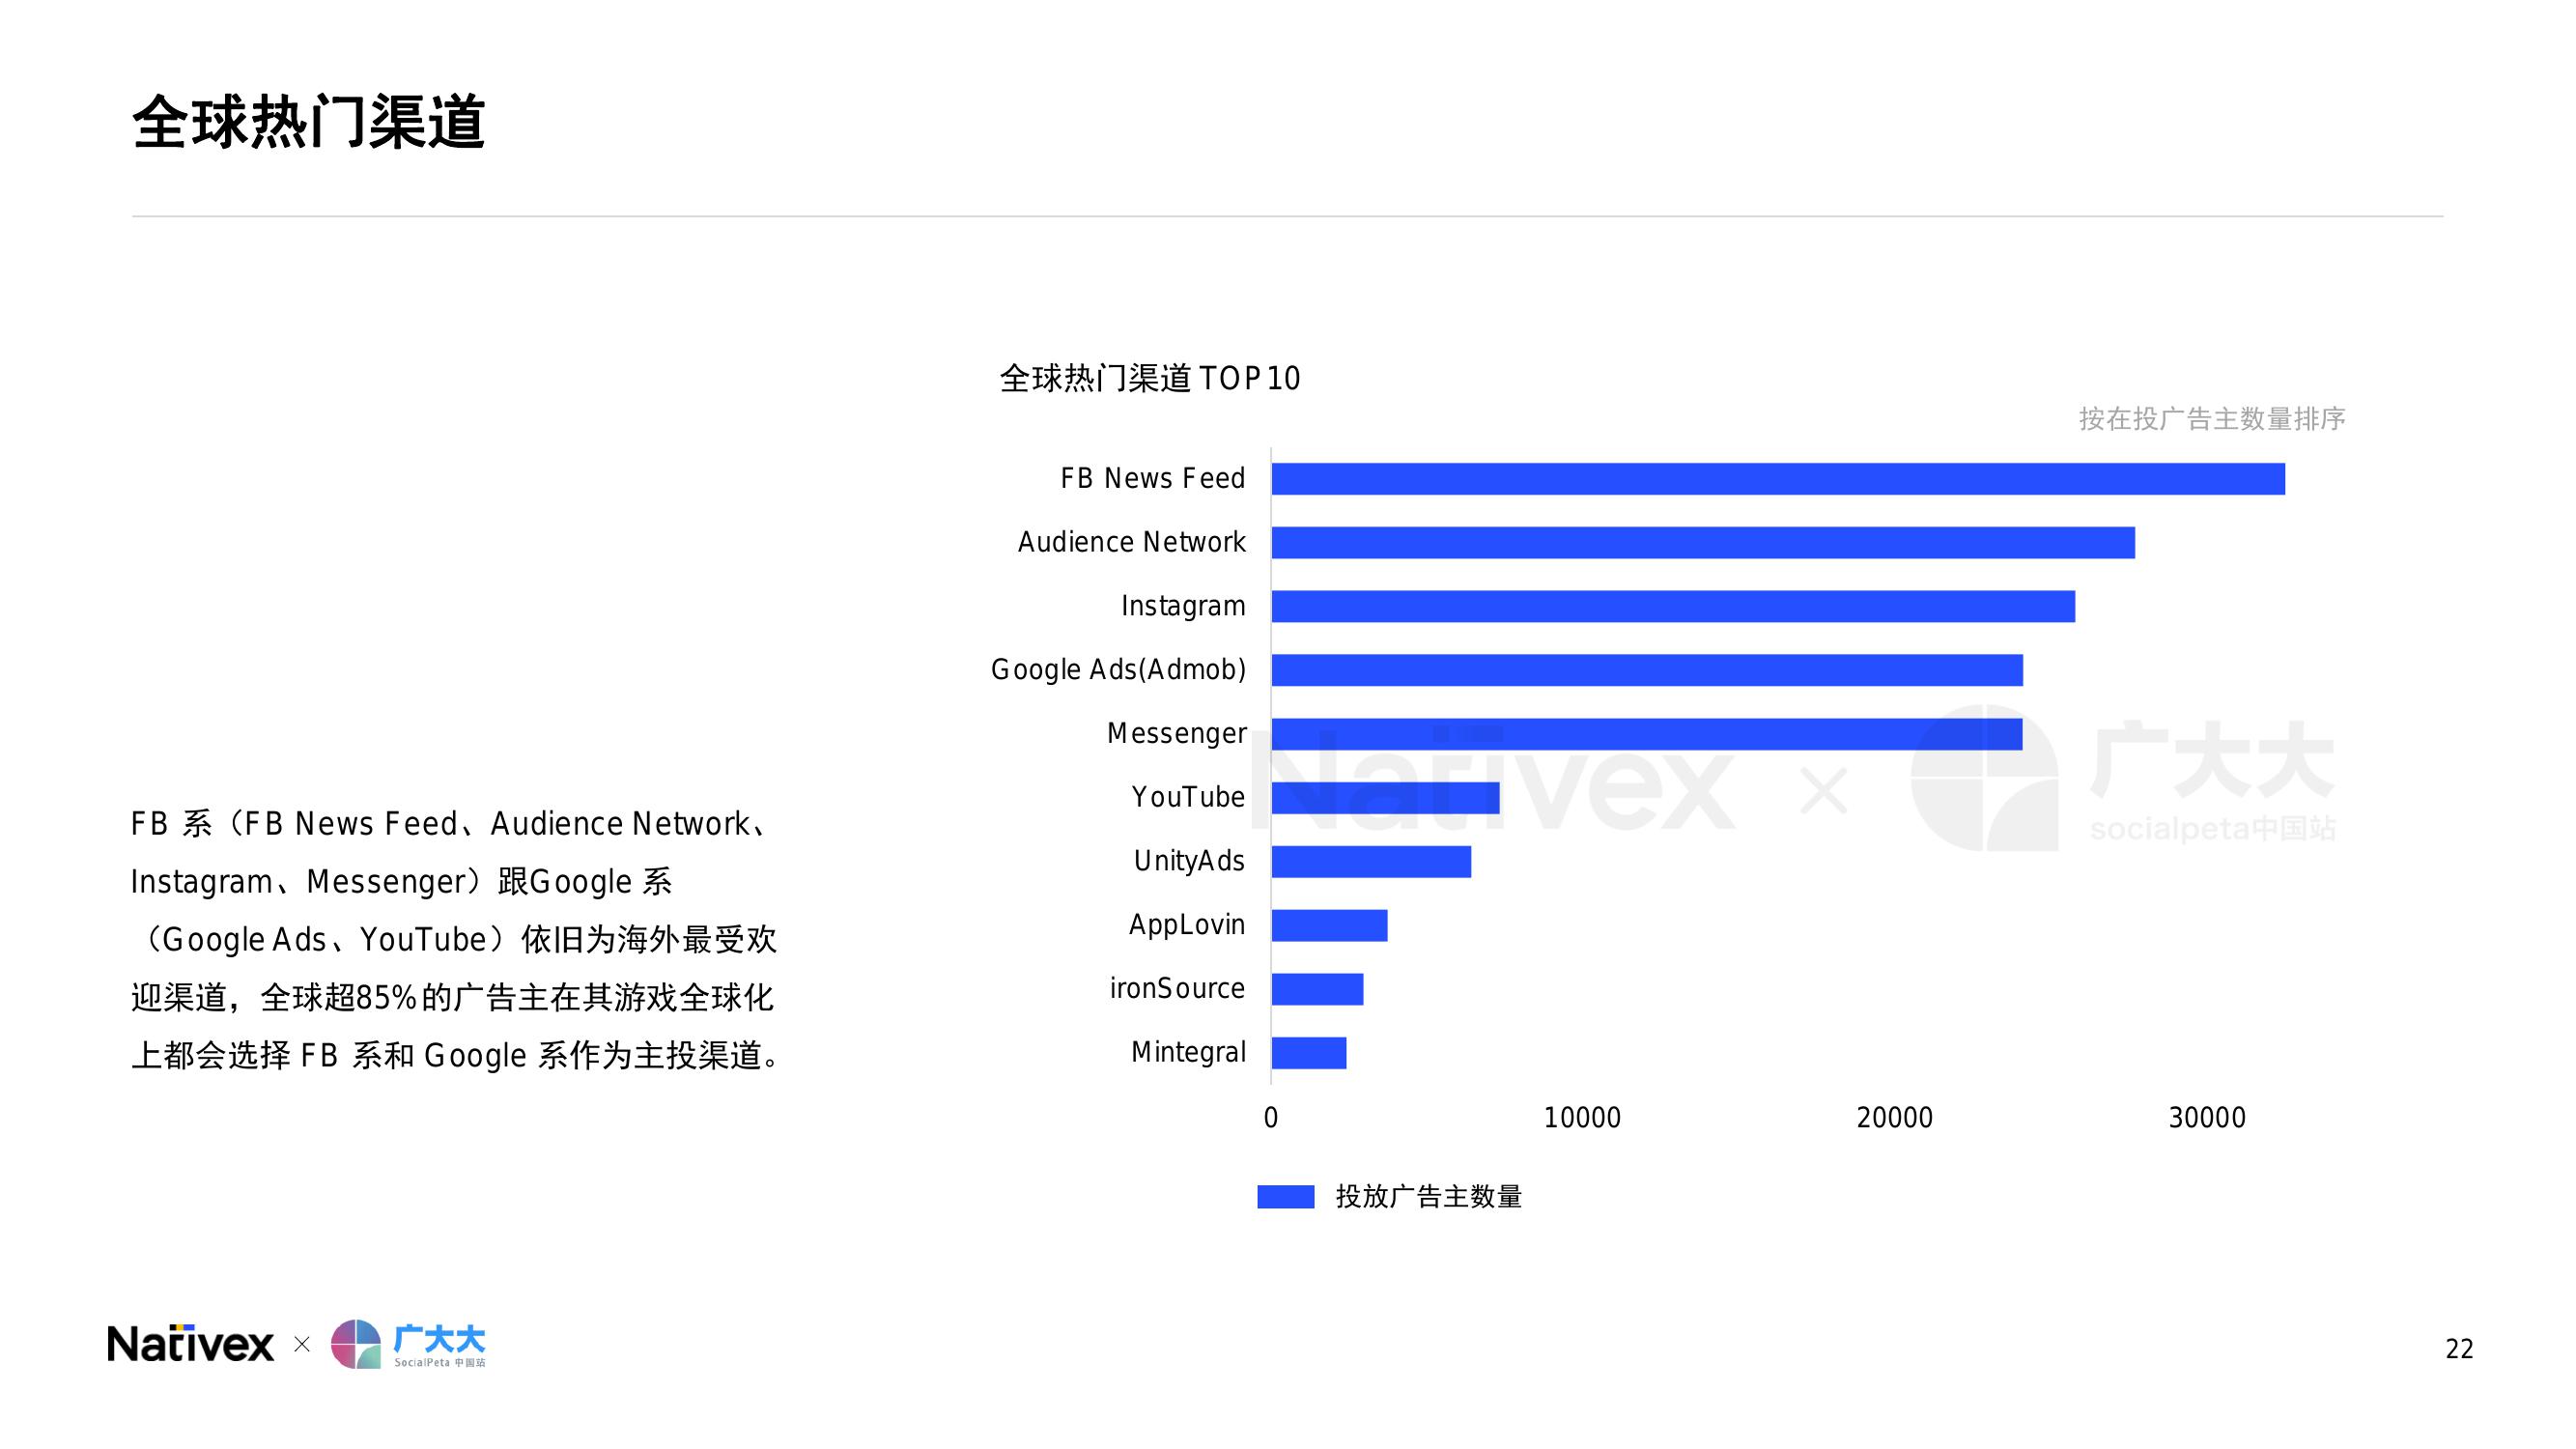 全球热门渠道
全球热门渠道 TOP10
按在投广告主数量排序
FB News Feed
Audience Network
Instagram
Google Ads(Admob)
Messenger
YouTube
UnityAds
AppLovin
ironSource
Mintegral
0 10000 20000 30000
投放广告主数量
Nativex × 广大大
socialpeta中国站
FB 系（FB News Feed、Audience Network、
Instagram、Messenger）跟Google 系
（Google Ads、YouTube）依旧为海外最受欢
迎渠道，全球超85%的广告主在其游戏全球化
上都会选择 FB 系和 Google 系作为主投渠道。
Nativex × 广大大
SocialPeta 中国站
22